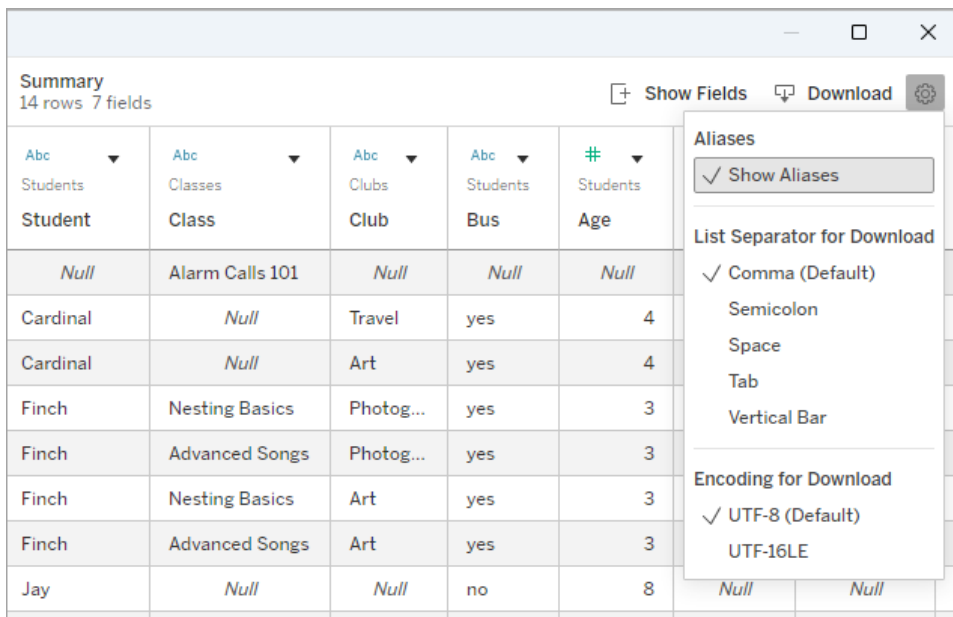 Summary
14 rows 7 fields
Show Fields Download
Abc Abc Abc Abc #
Students Classes Clubs Students Students
Student Class Club Bus Age
Null Alarm Calls 101 Null Null Null
Cardinal Null Travel yes 4
Cardinal Null Art yes 4
Finch Nesting Basics Photog... yes 3
Finch Advanced Songs Photog... yes 3
Finch Nesting Basics Art yes 3
Finch Advanced Songs Art yes 3
Jay Null Null no 8 Null Null
Aliases
Show Aliases
List Separator for Download
Comma (Default)
Semicolon
Space
Tab
Vertical Bar
Encoding for Download
UTF-8 (Default)
UTF-16LE